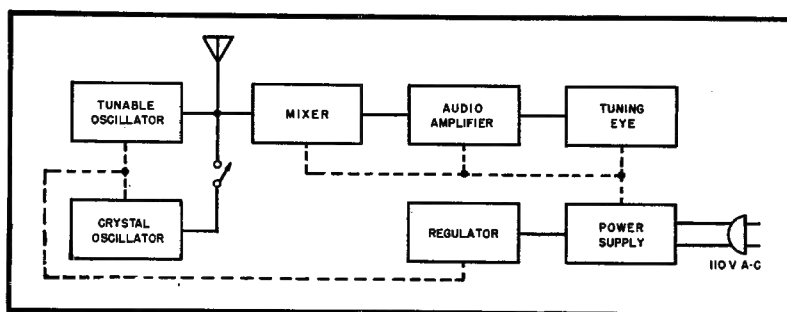 TUNABLE
OSCILLATOR
MIXER
AUDIO
AMPLIFIER
TUNING
EYE
CRYSTAL
OSCILLATOR
REGULATOR
POWER
SUPPLY
110 V A-C